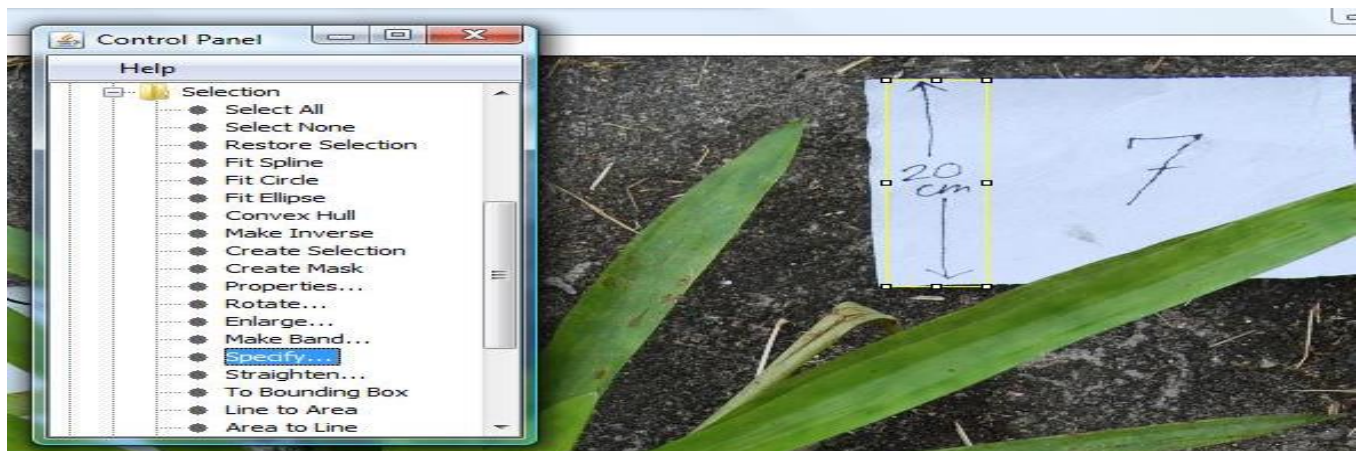 Control Panel
Help
Selection
Select All
Select None
Restore Selection
Fit Spline
Fit Circle
Fit Ellipse
Convex Hull
Make Inverse
Create Selection
Create Mask
Properties...
Rotate...
Enlarge...
Make Band...
Specify...
Straighten...
To Bounding Box
Line to Area
Area to Line
20
cm
7